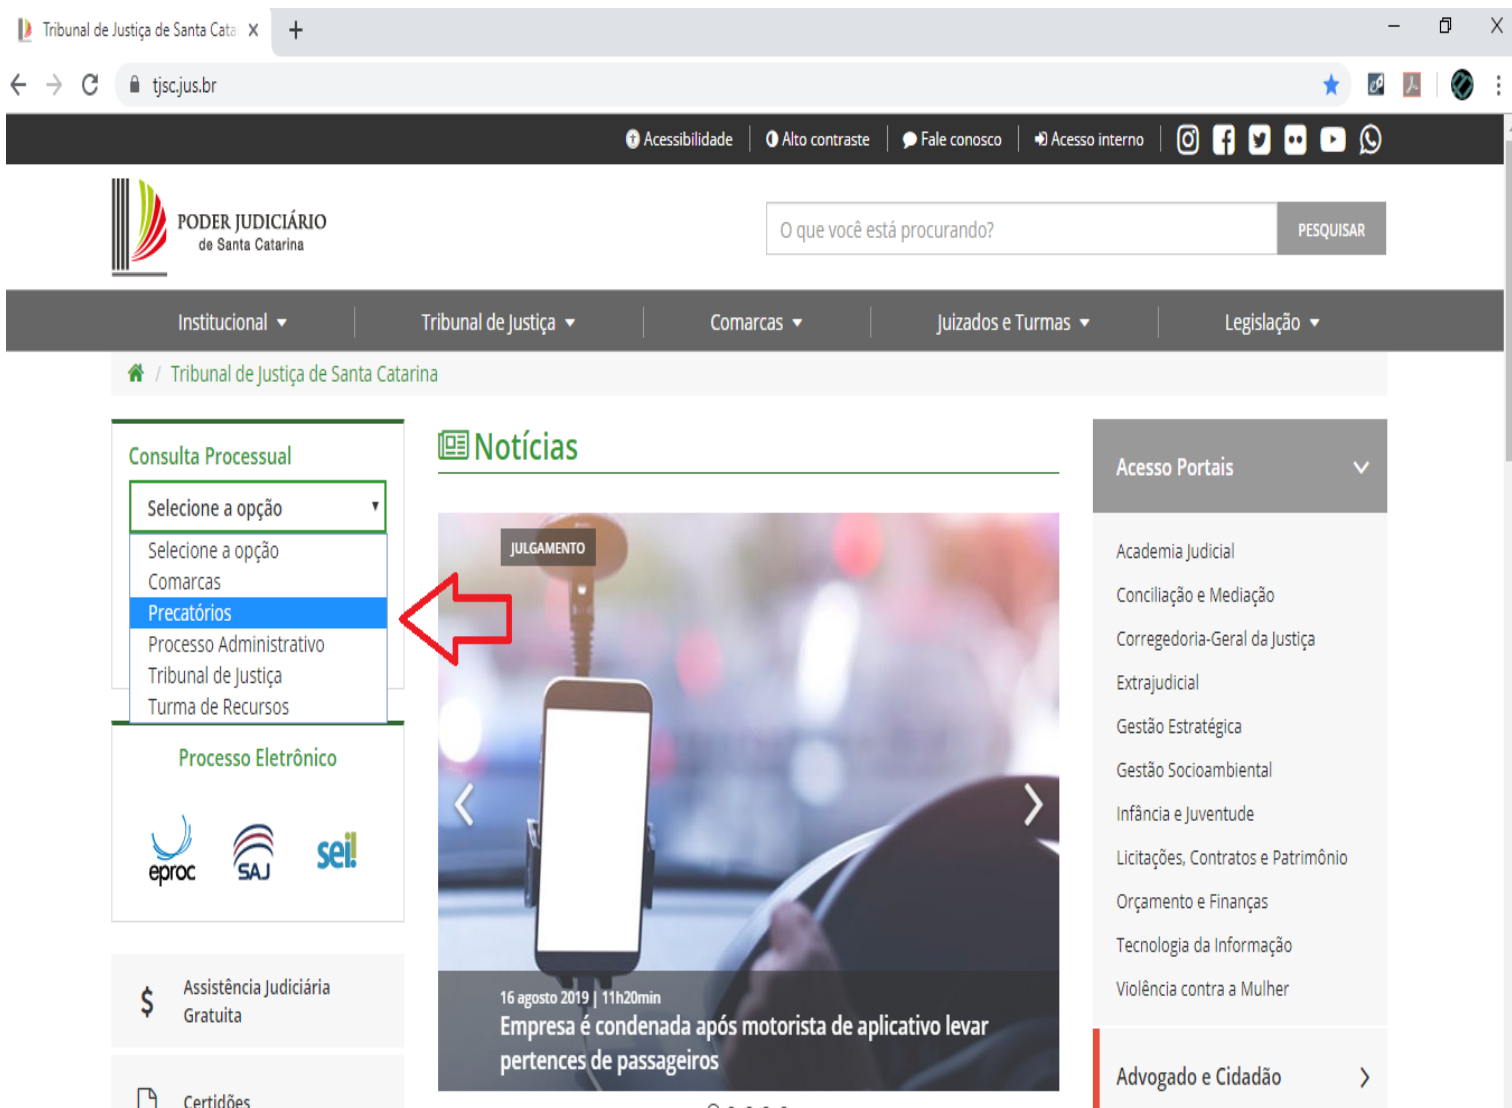 Tribunal de Justiça de Santa Cata
tjsc.jus.br
Acessibilidade
Alto contraste
Fale conosco
Acesso interno
PODER JUDICIÁRIO
de Santa Catarina
O que você está procurando?
PESQUISAR
Institucional
Tribunal de Justiça
Comarcas
Juizados e Turmas
Legislação
/ Tribunal de Justiça de Santa Catarina
Consulta Processual
Selecione a opção
Selecione a opção
Comarcas
Precatórios
Processo Administrativo
Tribunal de Justiça
Turma de Recursos
Processo Eletrônico
eproc
SAJ
sei!
$ Assistência Judiciária
Gratuita
Certidões
Notícias
JULGAMENTO
16 agosto 2019 | 11h20min
Empresa é condenada após motorista de aplicativo levar
pertences de passageiros
Acesso Portais
Academia Judicial
Conciliação e Mediação
Corregedoria-Geral da Justiça
Extrajudicial
Gestão Estratégica
Gestão Socioambiental
Infância e Juventude
Licitações, Contratos e Patrimônio
Orçamento e Finanças
Tecnologia da Informação
Violência contra a Mulher
Advogado e Cidadão